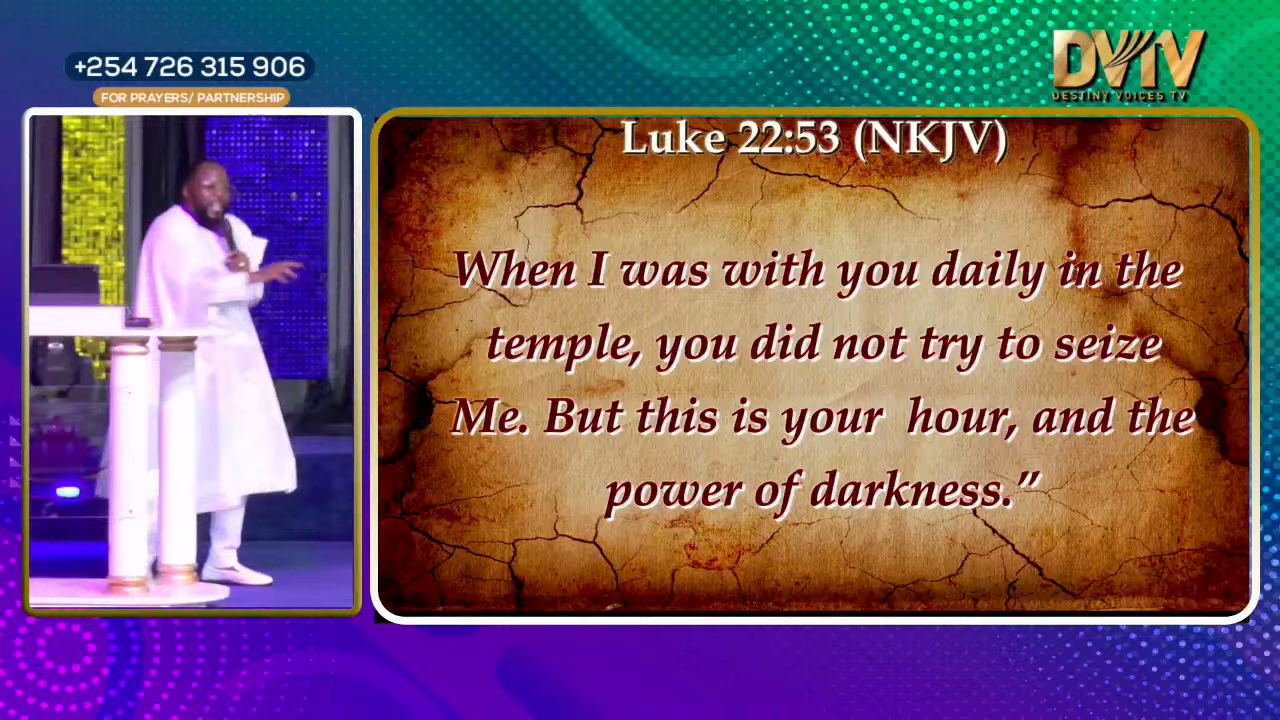 +254 726 315 906
FOR PRAYERS/ PARTNERSHIP
DVTV
DESTINY VOICES TV
Luke 22:53 (NKJV)
When I was with you daily in the
temple, you did not try to seize
Me. But this is your hour, and the
power of darkness.”